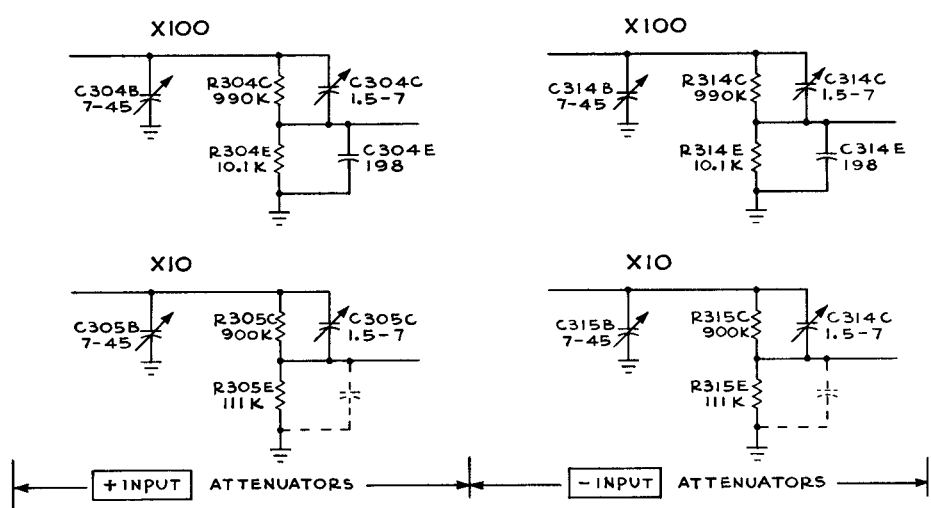 X100
C304B
7-45
R304C
990K
C304C
1.5-7
R304E
10.1K
C304E
198
X100
C314B
7-45
R314C
990K
C314C
1.5-7
R314E
10.1K
C314E
198
X10
C305B
7-45
R305C
900K
C305C
1.5-7
R305E
111K
X10
C315B
7-45
R315C
900K
C314C
1.5-7
R315E
111K
+INPUT ATTENUATORS
-INPUT ATTENUATORS